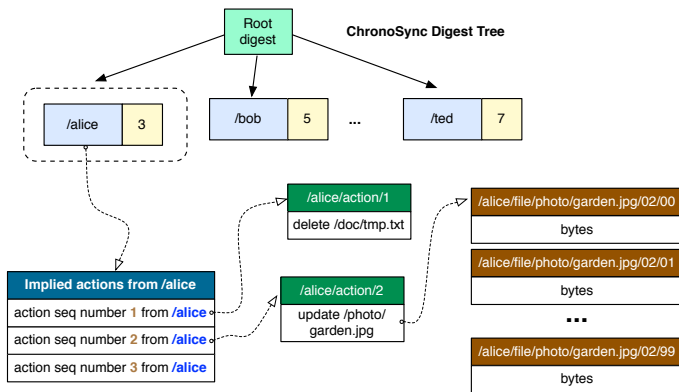 Root
digest
ChronoSync Digest Tree
/alice 3
/bob 5 ... /ted 7
/alice/action/1
delete /doc/tmp.txt
/alice/file/photo/garden.jpg/02/00
bytes
/alice/file/photo/garden.jpg/02/01
bytes
...
/alice/file/photo/garden.jpg/02/99
bytes
Implied actions from /alice
action seq number 1 from /alice
action seq number 2 from /alice
action seq number 3 from /alice
/alice/action/2
update /photo/
garden.jpg